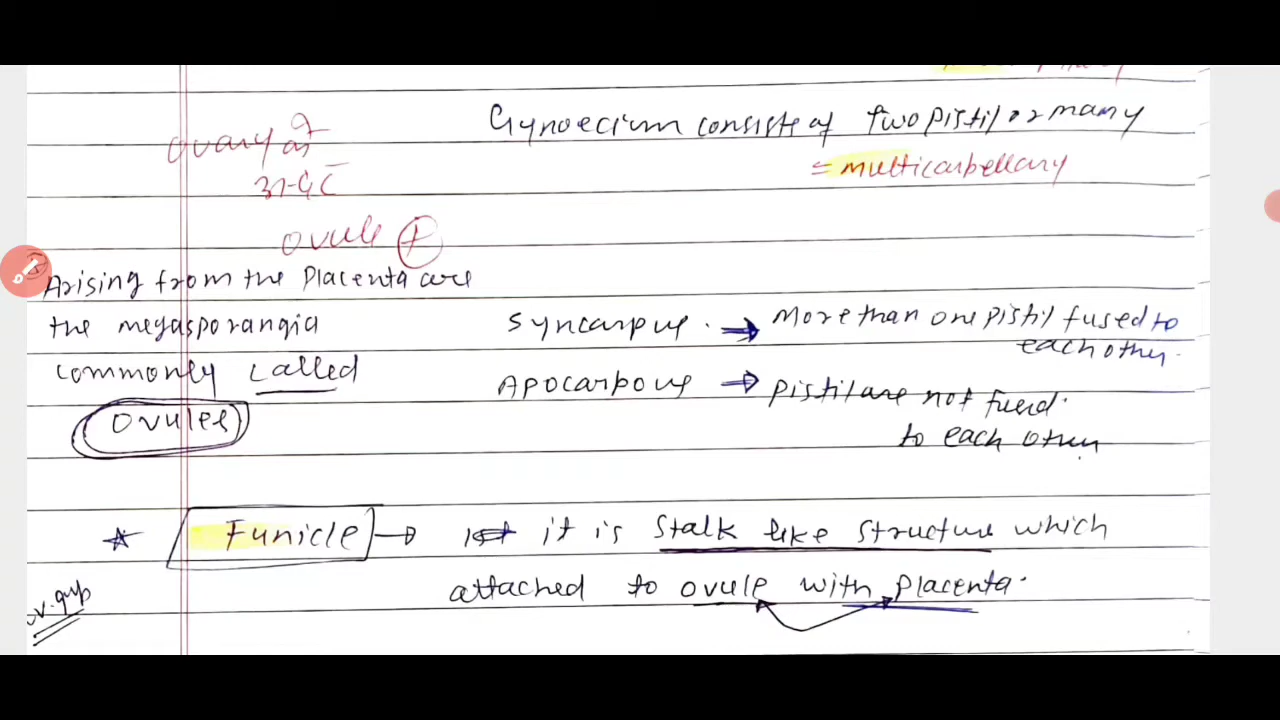 Gynoecium consists of two pistil or many
= multicarbellary
ovary
ovule +
Arising from the Placenta are
the megasporangia
commonly called
Ovules
Syncarpus. → More than one pistil fused to
each other.
Apocarpous → pistil are not fused.
to each other
Funicle → it is stalk like structure which
attached to ovule with placenta.